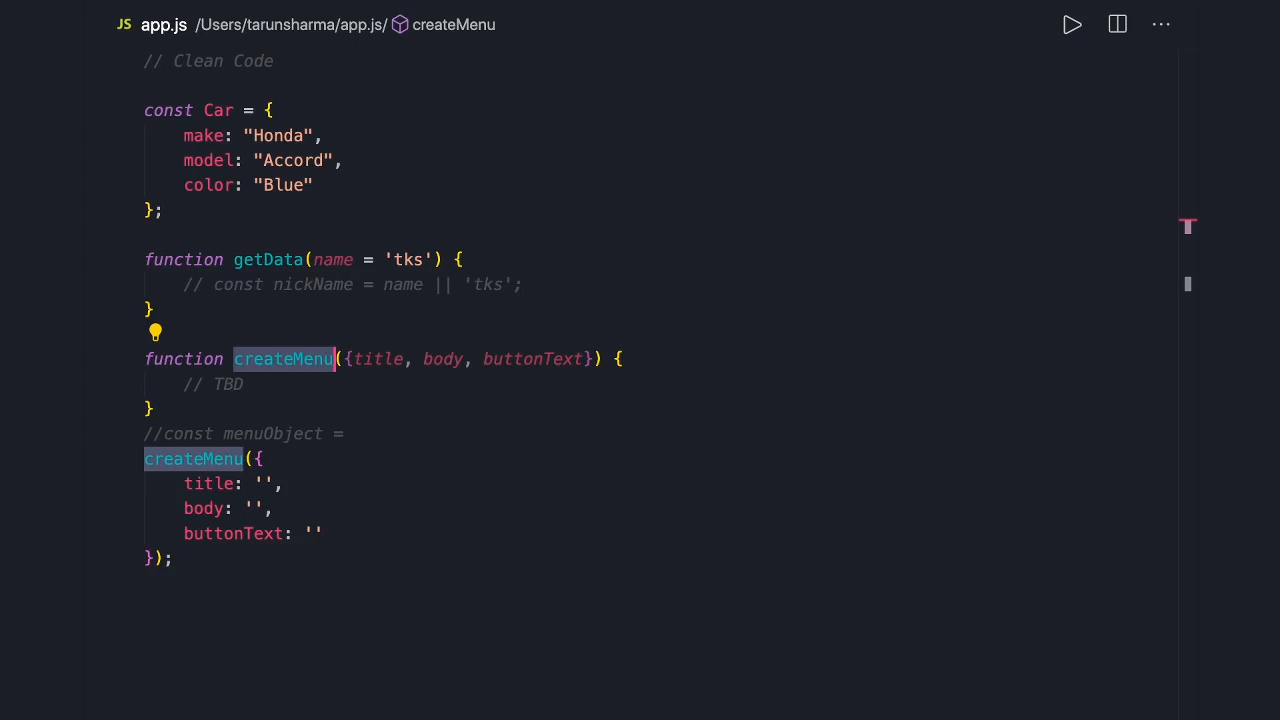 JS app.js /Users/tarunsharma/app.js/ createMenu
// Clean Code
const Car = {
make: "Honda",
model: "Accord",
color: "Blue"
};
function getData(name = 'tks') {
// const nickName = name || 'tks';
}
function createMenu({title, body, buttonText}) {
// TBD
}
//const menuObject =
createMenu({
title: '',
body: '',
buttonText: ''
});